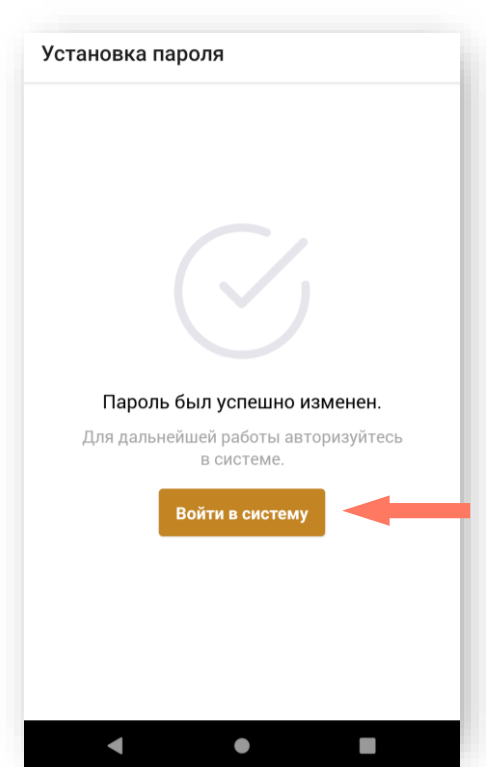 Установка пароля
Пароль был успешно изменен.
Для дальнейшей работы авторизуйтесь
в системе.
Войти в систему